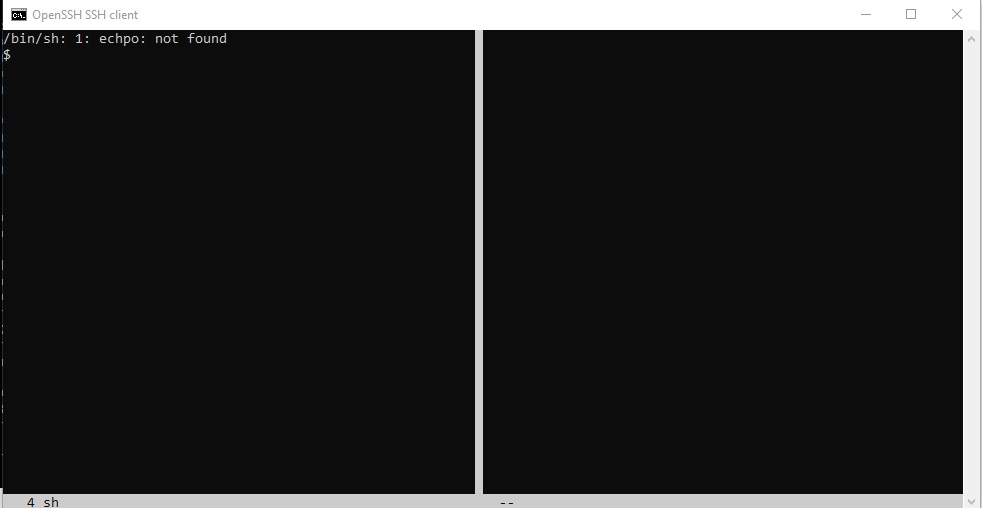 OpenSSH SSH client
/bin/sh: 1: echpo: not found
$
4 sh
--